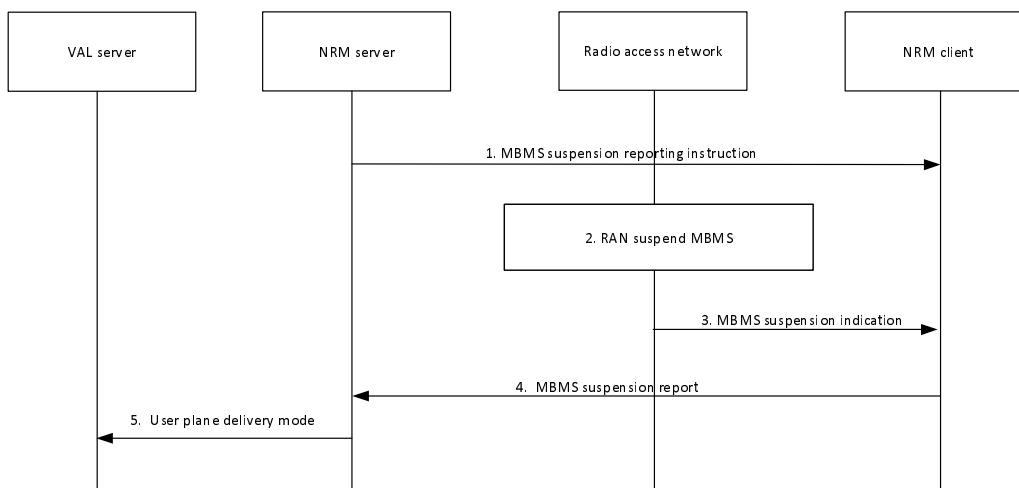 VAL server
NRM server
Radio access network
NRM client
1. MBMS suspension reporting instruction
2. RAN suspend MBMS
3. MBMS suspension indication
4. MBMS suspension report
5. User plane delivery mode